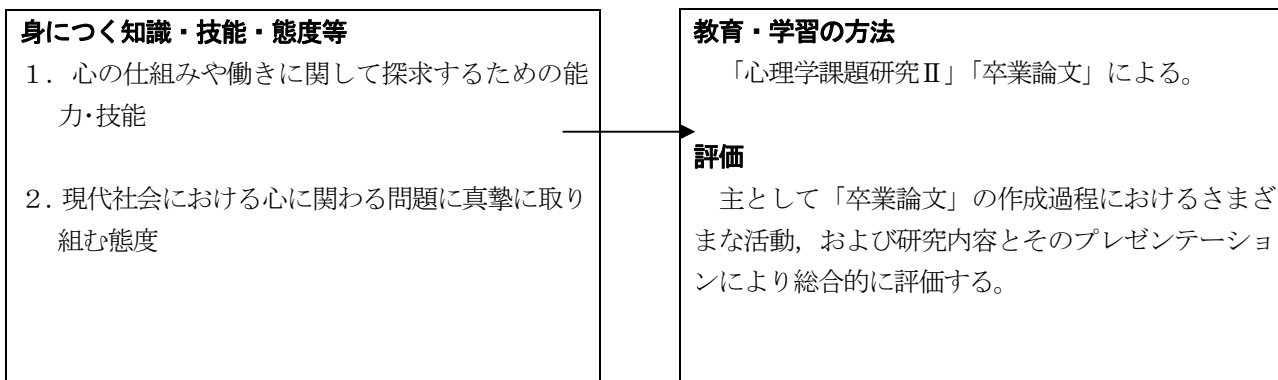 身につく知識・技能・態度等
１．心の仕組みや働きに関して探求するための能
力・技能
２．現代社会における心に関わる問題に真摯に取り
組む態度
教育・学習の方法
「心理学課題研究Ⅱ」「卒業論文」による。
評価
主として「卒業論文」の作成過程におけるさまざ
まな活動，および研究内容とそのプレゼンテーショ
ンにより総合的に評価する。